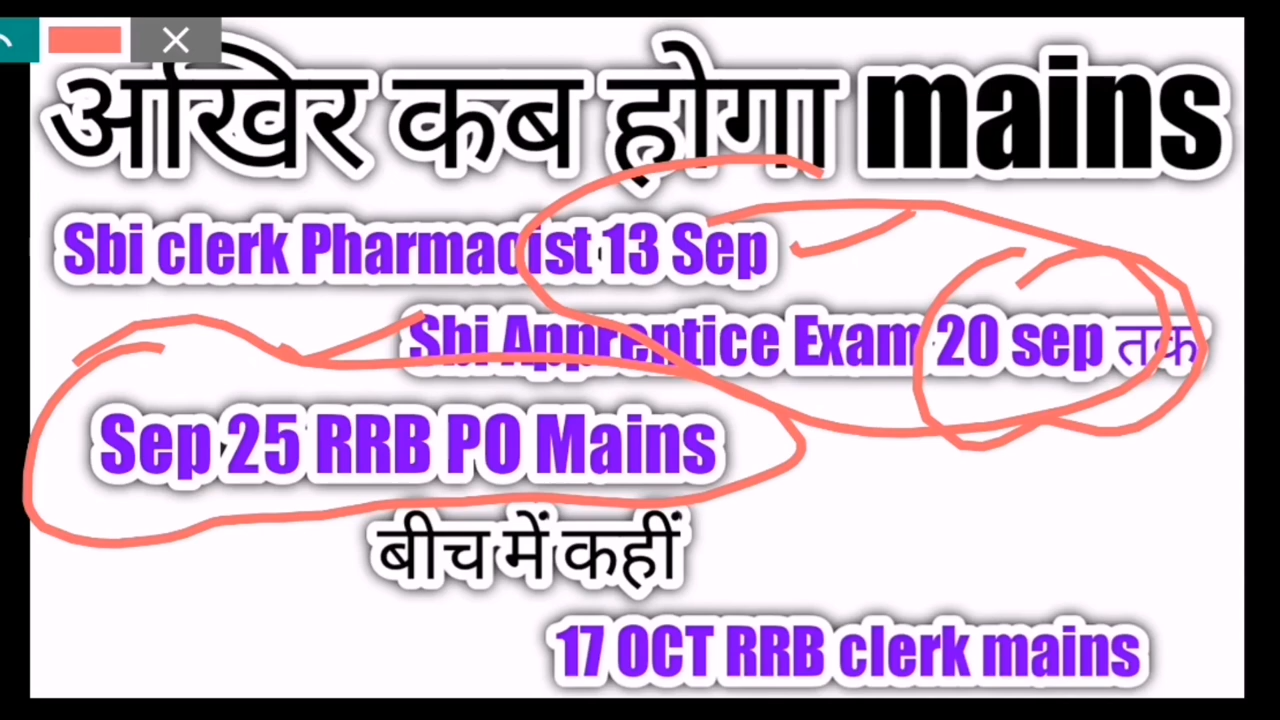 अखिर कब होगा mains
Sbi clerk Pharmacist 13 Sep
Sbi Apprentice Exam 20 sep तक
Sep 25 RRB PO Mains
बीच में कहीं
17 OCT RRB clerk mains